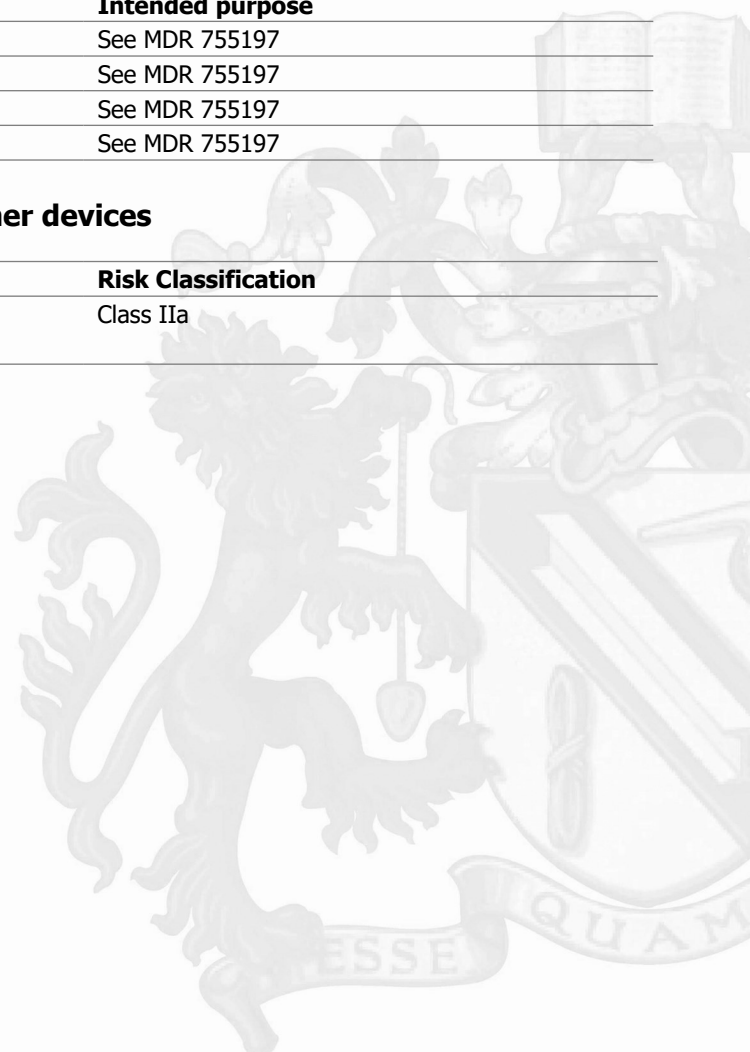 Intended purpose
See MDR 755197
See MDR 755197
See MDR 755197
See MDR 755197
her devices
Risk Classification
Class IIa
ESSE
QUAM